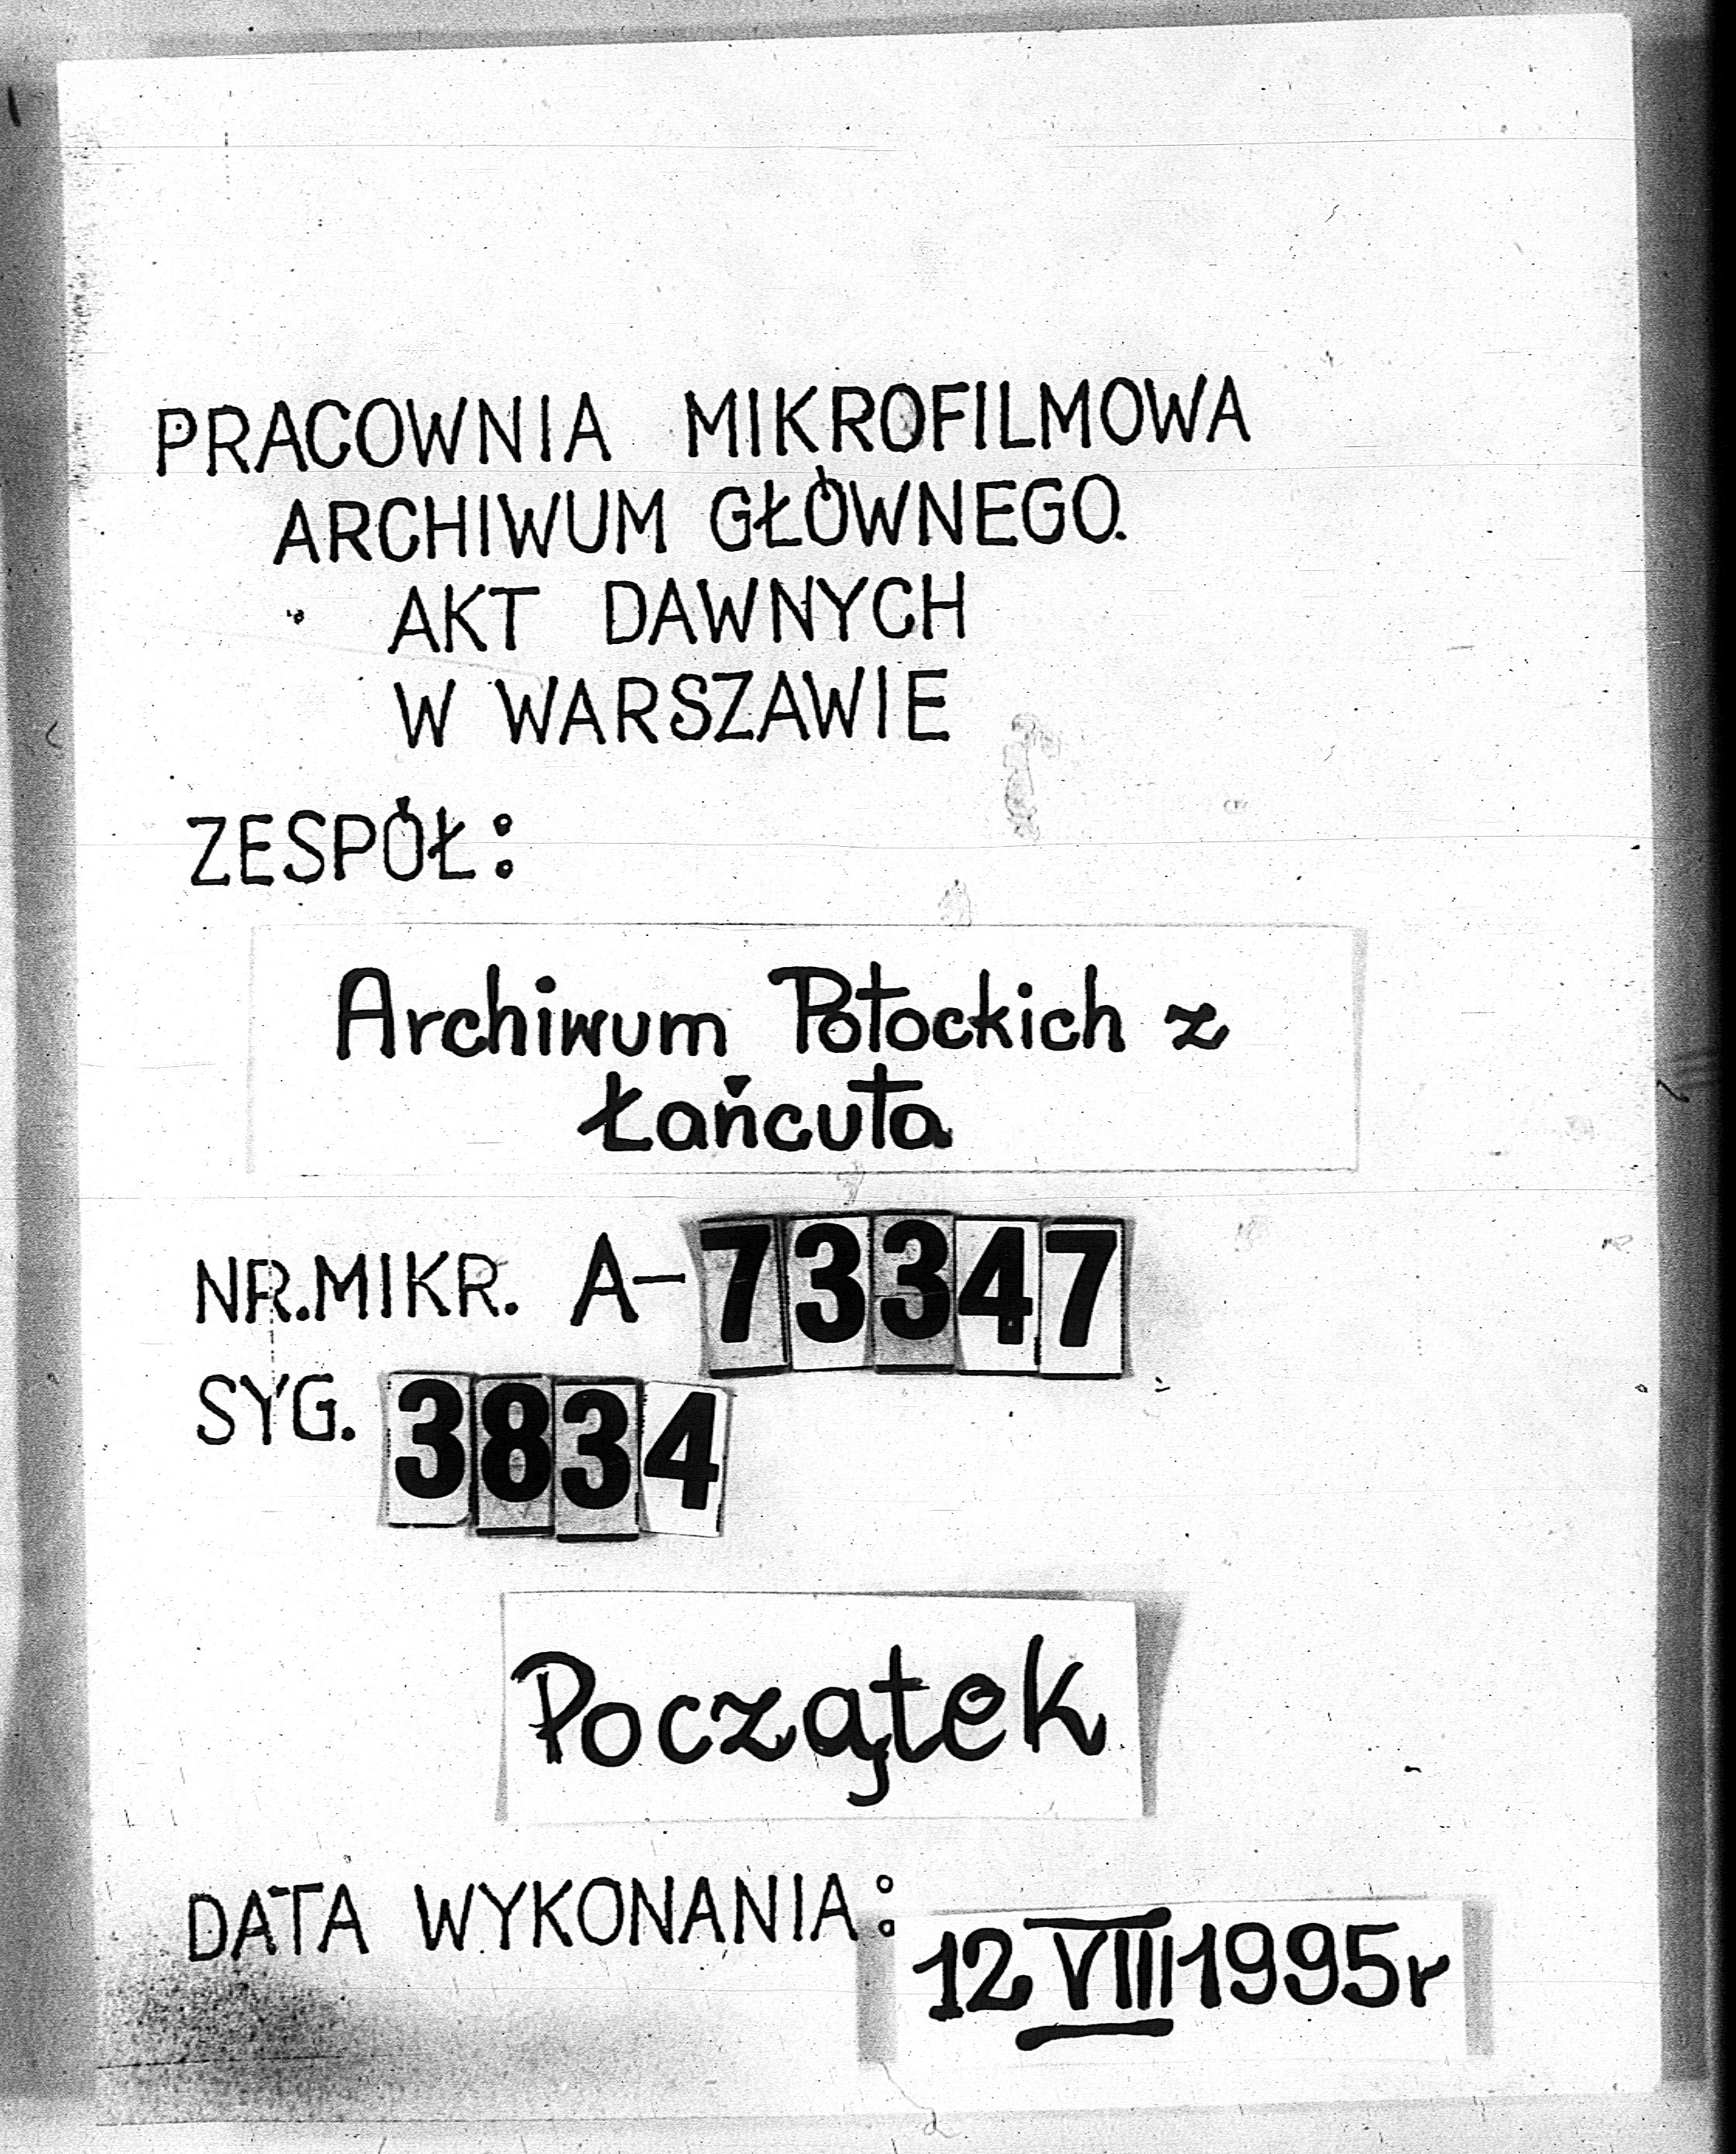 PRACOWNIA MIKROFILMOWA
ARCHIWUM GŁÓWNEGO
AKT DAWNYCH
W WARSZAWIE
ZESPÓŁ:
Archiwum Potockich z
Łańcuta
NR.MIKR. A-73347
SYG. 3834
Początek
DATA WYKONANIA: 12 VIII 1995r